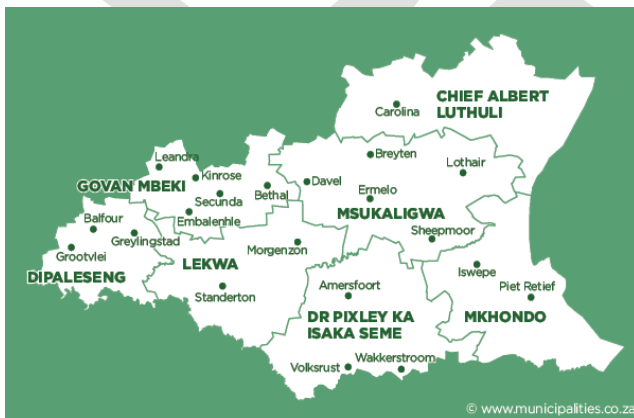 CHIEF ALBERT
LUTHULI
Carolina
Breyten
Lothair
Leandra
Kinrose
GOVAN MBEKI
Secunda
Bethal
Davel
Ermelo
Embalenhle
MSUKALIGWA
Balfour
Greylingstad
Sheepmoor
Grootvlei
Morgenzon
LEKWA
DIPALESENG
Iswepe
Standerton
Amersfoort
Piet Retief
DR PIXLEY KA
ISAKA SEME
MKHONDO
Volksrust
Wakkerstroom
© www.municipalities.co.za